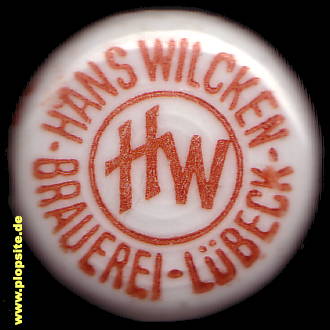 · HANS WILCKEN ·
BRAUEREI · LÜBECK
HW
www.plopsite.de